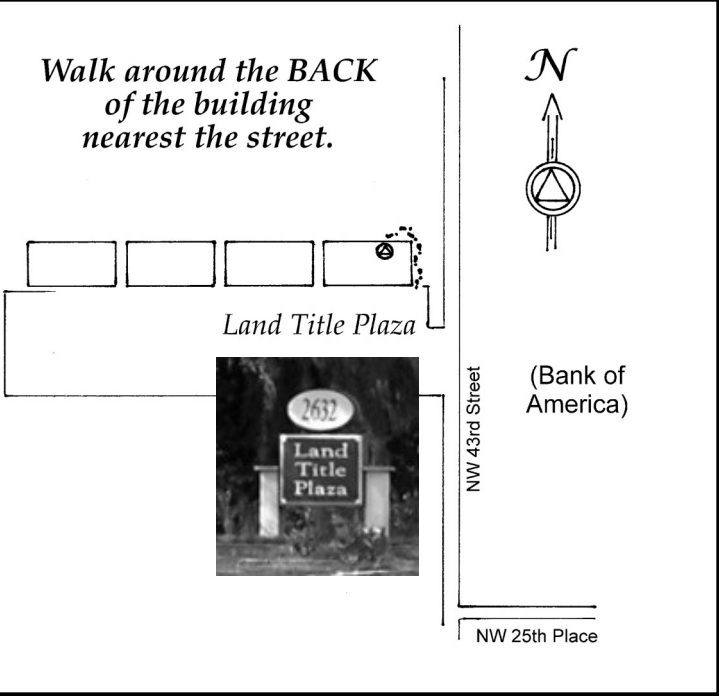 Walk around the BACK
of the building
nearest the street.
N
Land Title Plaza
(Bank of
America)
NW 43rd Street
2632
Land
Title
Plaza
NW 25th Place